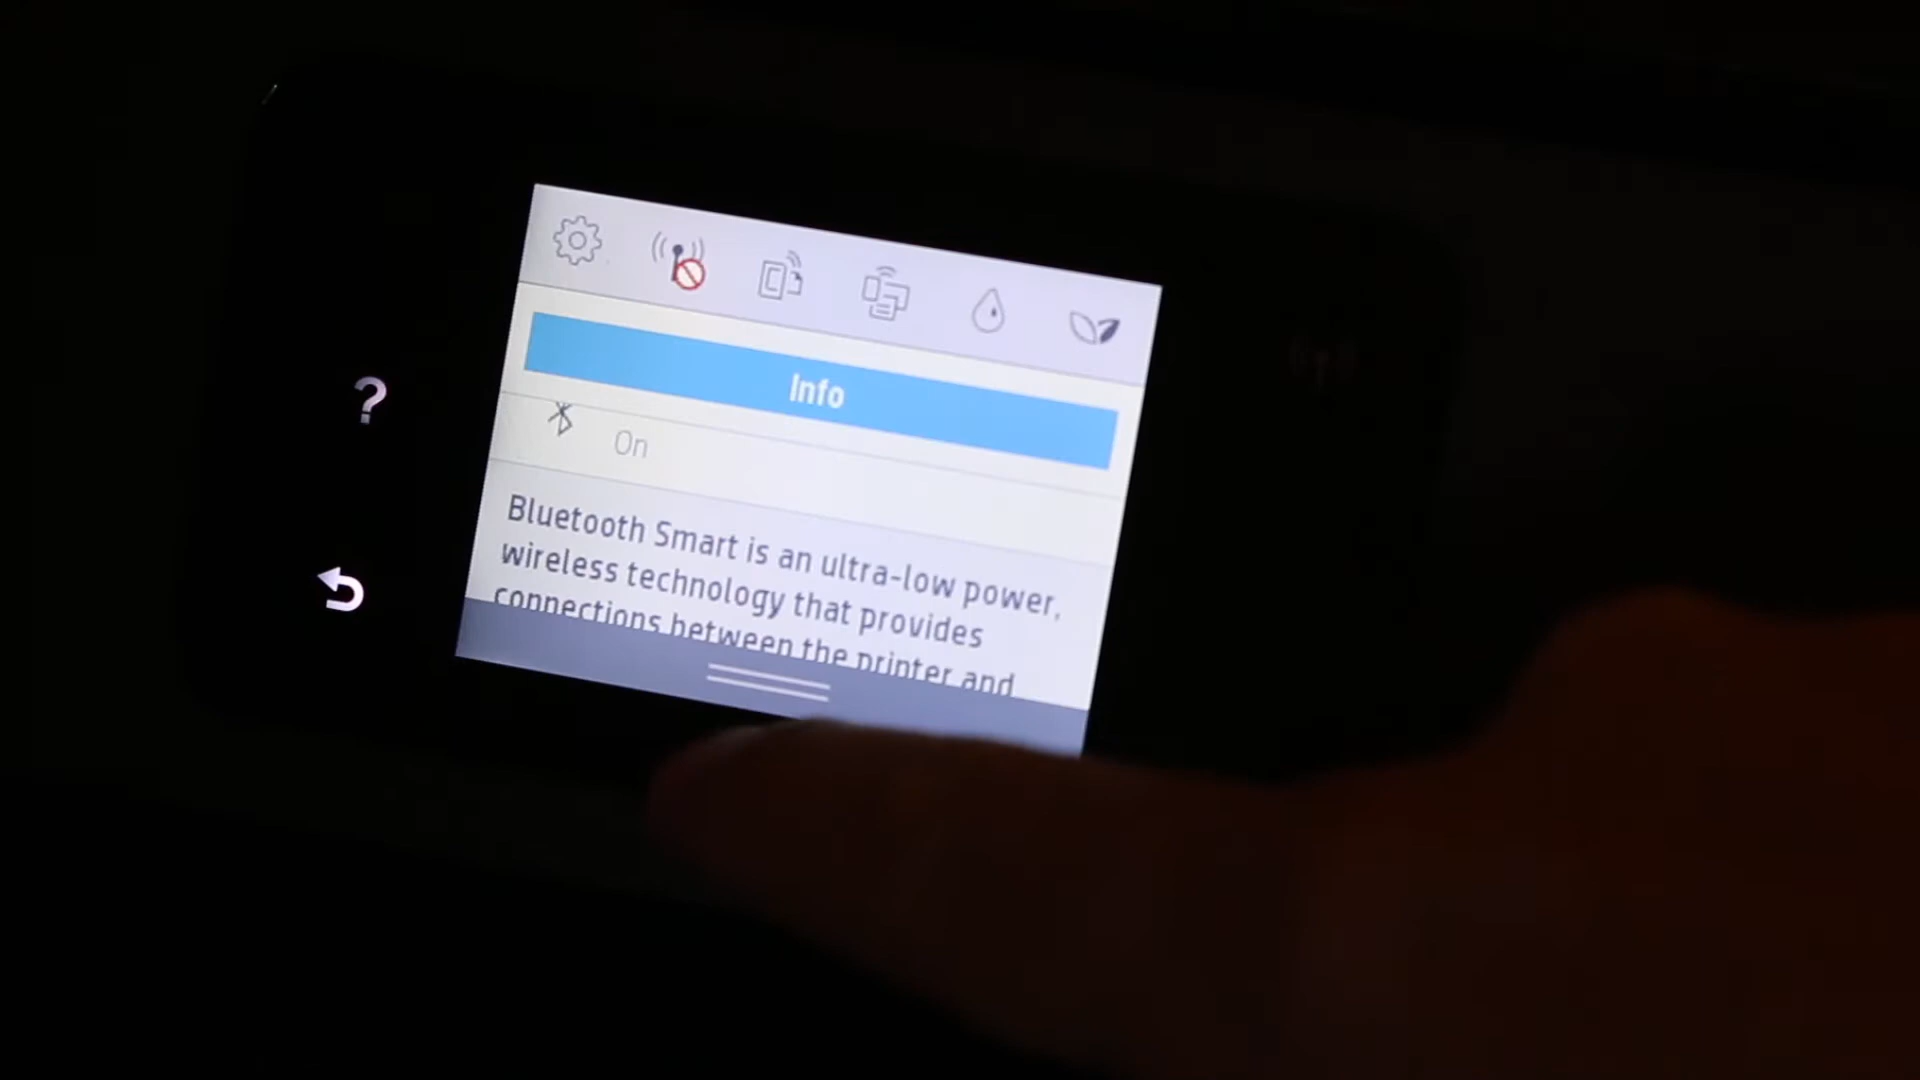 ?
Info
On
Bluetooth Smart is an ultra-low power,
wireless technology that provides
connections between the printer and